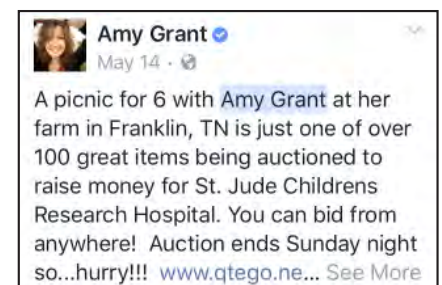 Amy Grant
May 14 ·
A picnic for 6 with Amy Grant at her
farm in Franklin, TN is just one of over
100 great items being auctioned to
raise money for St. Jude Childrens
Research Hospital. You can bid from
anywhere!  Auction ends Sunday night
so...hurry!!!  www.qtego.ne... See More